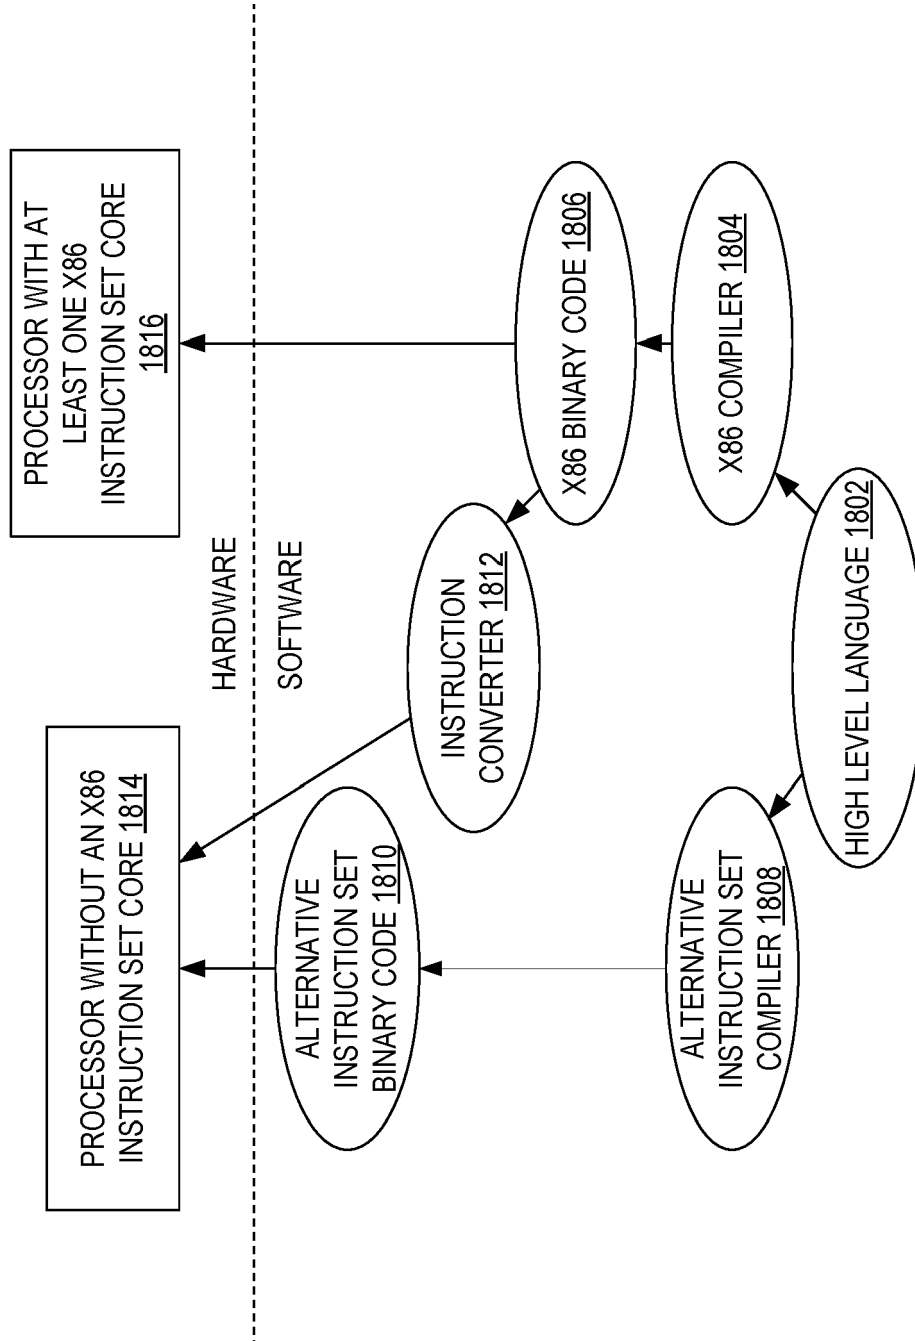 PROCESSOR WITHOUT AN X86
INSTRUCTION SET CORE 1814
PROCESSOR WITH AT
LEAST ONE X86
INSTRUCTION SET CORE
1816
HARDWARE
SOFTWARE
ALTERNATIVE
INSTRUCTION SET
BINARY CODE 1810
INSTRUCTION
CONVERTER 1812
X86 BINARY CODE 1806
ALTERNATIVE
INSTRUCTION SET
COMPILER 1808
X86 COMPILER 1804
HIGH LEVEL LANGUAGE 1802